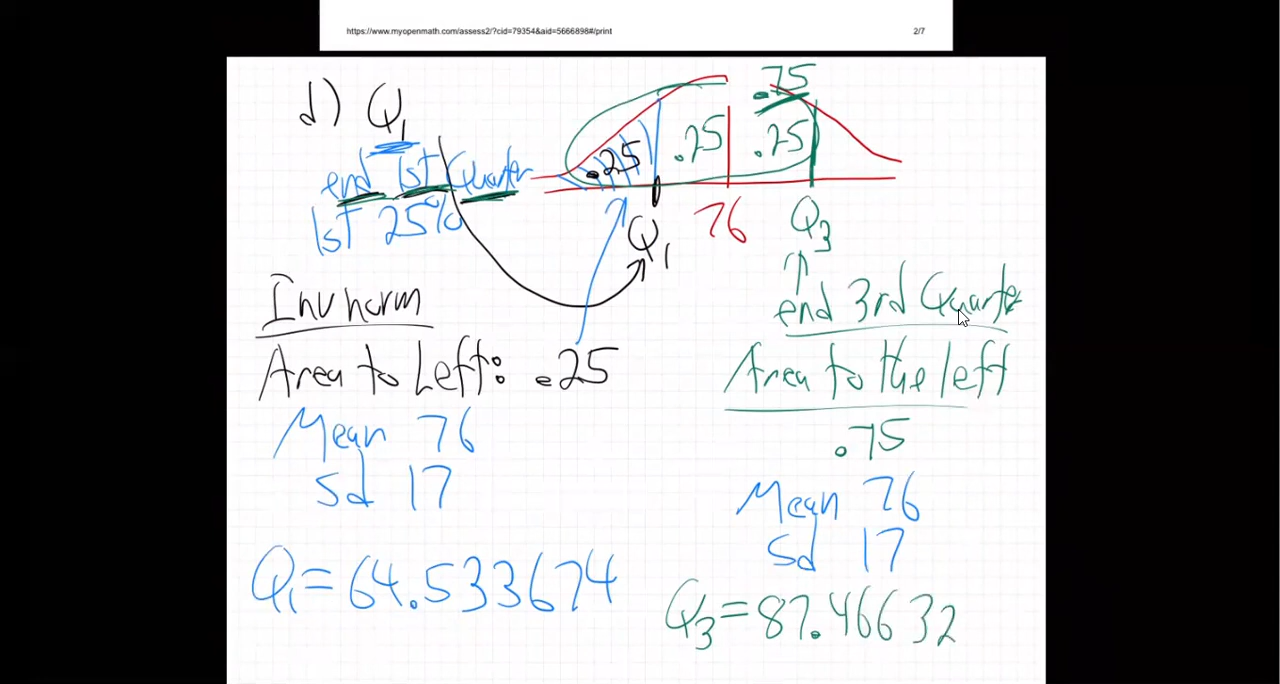 https://www.myopenmath.com/assess2/?cid=79354&aid=5666898#/print
2/7
d) Q1
end 1st Quarter
1st 25%
.25
.25
.25
.75
Q1
76
Q3
Invnorm
Area to Left: .25
Mean 76
sd 17
Q1=64.533674
end 3rd Quarter
Area to the left
.75
Mean 76
sd 17
Q3=87.46632